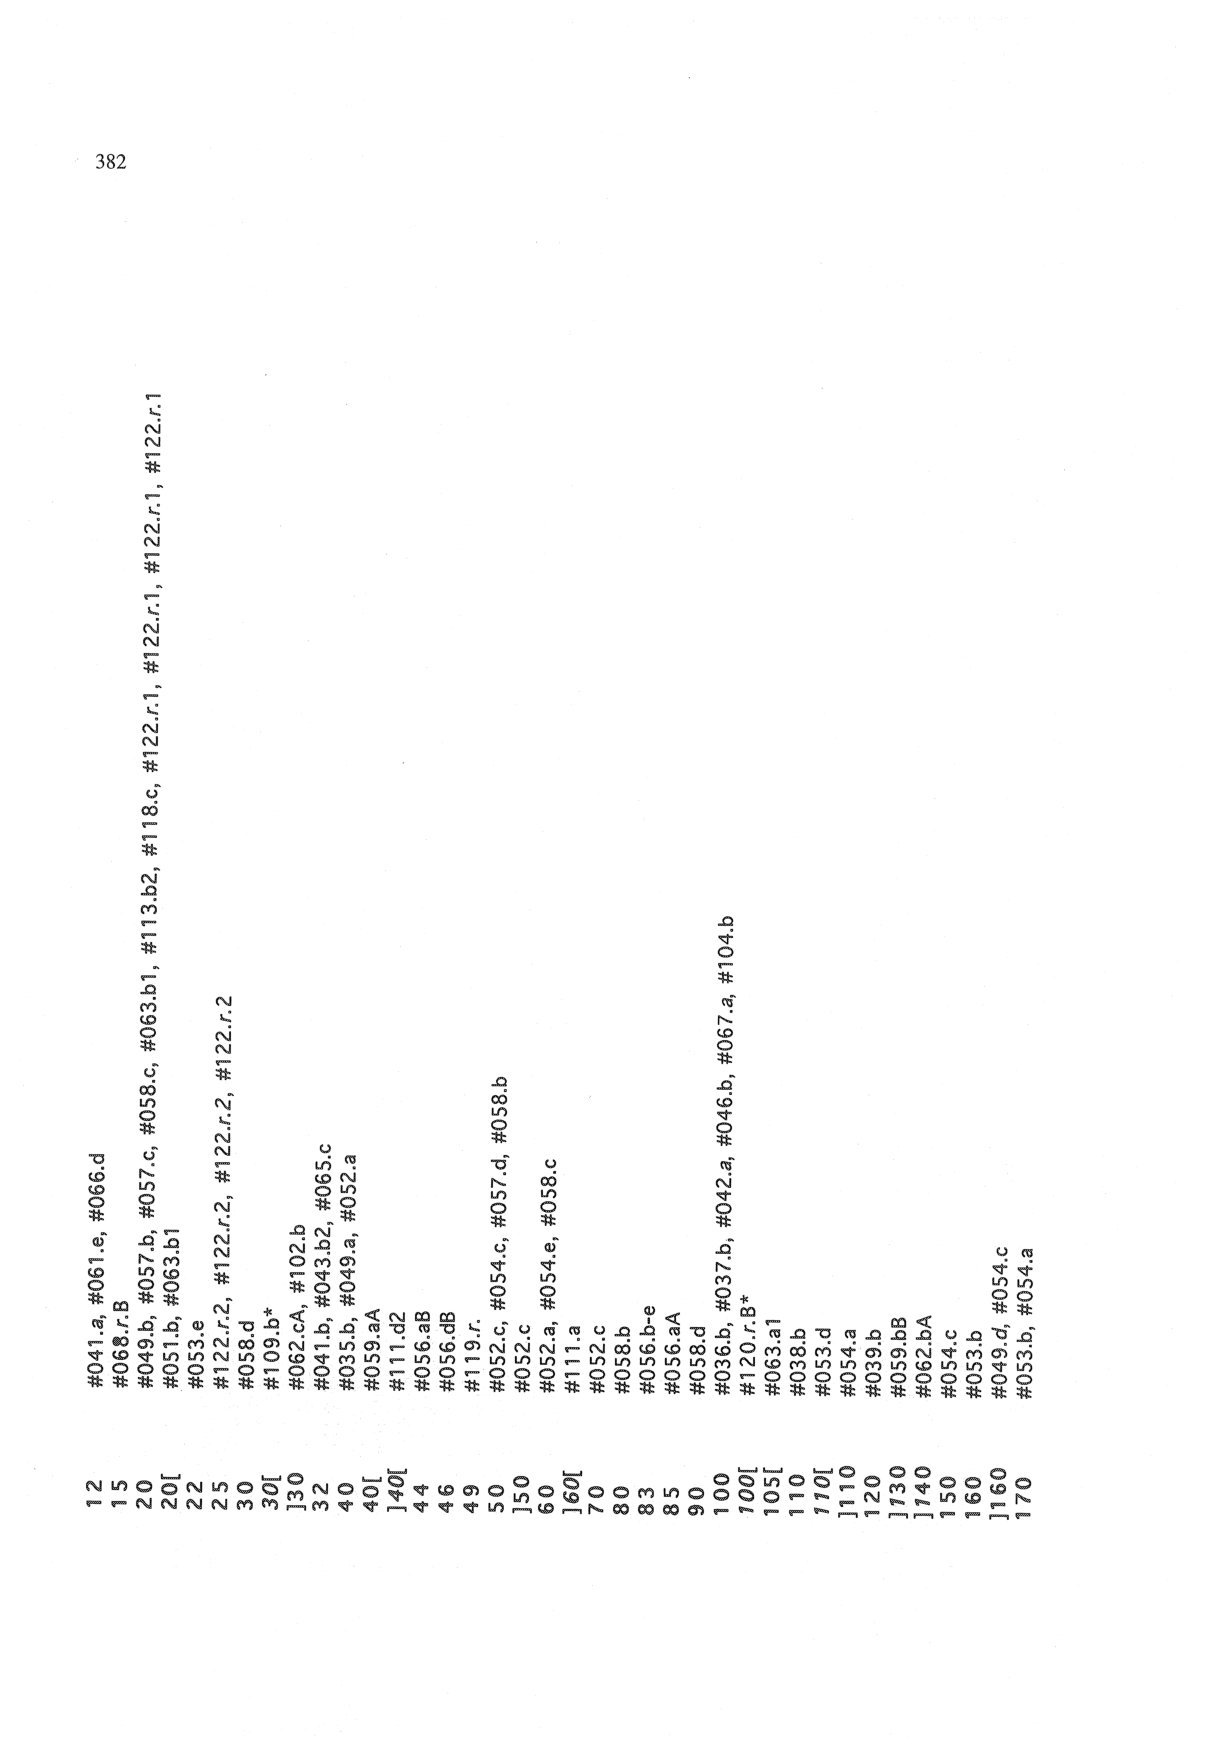 382
12 #041.a, #061.e, #066.d
15 #068.r.B
20 #049.b, #057.b, #057.c, #058.c, #063.b1, #113.b2, #118.c, #122.r.1, #122.r.1, #122.r.1, #122.r.1
20[ #051.b, #063.b1
22 #053.e
25 #122.r.2, #122.r.2, #122.r.2, #122.r.2
30 #058.d
30[ #109.b*
]30 #062.cA, #102.b
32 #041.b, #043.b2, #065.c
40 #035.b, #049.a, #052.a
40[ #059.aA
]40[ #111.d2
44 #056.aB
46 #056.dB
49 #119.r.
50 #052.c, #054.c, #057.d, #058.b
]50 #052.c
60 #052.a, #054.e, #058.c
]60[ #111.a
70 #052.c
80 #058.b
83 #056.b-e
85 #056.aA
90 #058.d
100 #036.b, #037.b, #042.a, #046.b, #067.a, #104.b
100[ #120.r.B*
105[ #063.a1
110 #038.b
110[ #053.d
]110 #054.a
120 #039.b
]130 #059.bB
]140 #062.bA
150 #054.c
160 #053.b
]160 #049.d, #054.c
170 #053.b, #054.a